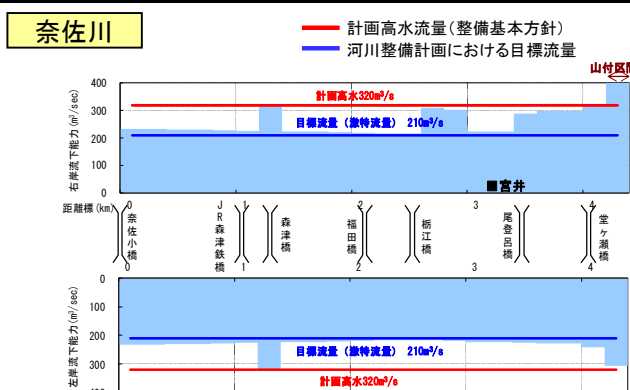 奈佐川
計画高水流量(整備基本方針)
河川整備計画における目標流量
山付区間
右岸流下能力(m³/sec)
400
300
200
100
0
計画高水320m³/s
目標流量(激特流量) 210m³/s
■宮井
距離標(km)
0
1
2
3
4
奈佐小橋
JR森津鉄橋
森津橋
福田橋
栃江橋
尾登呂橋
堂ヶ瀬橋
0
1
2
3
4
左岸流下能力(m³/sec)
0
100
200
300
目標流量(激特流量) 210m³/s
計画高水320m³/s